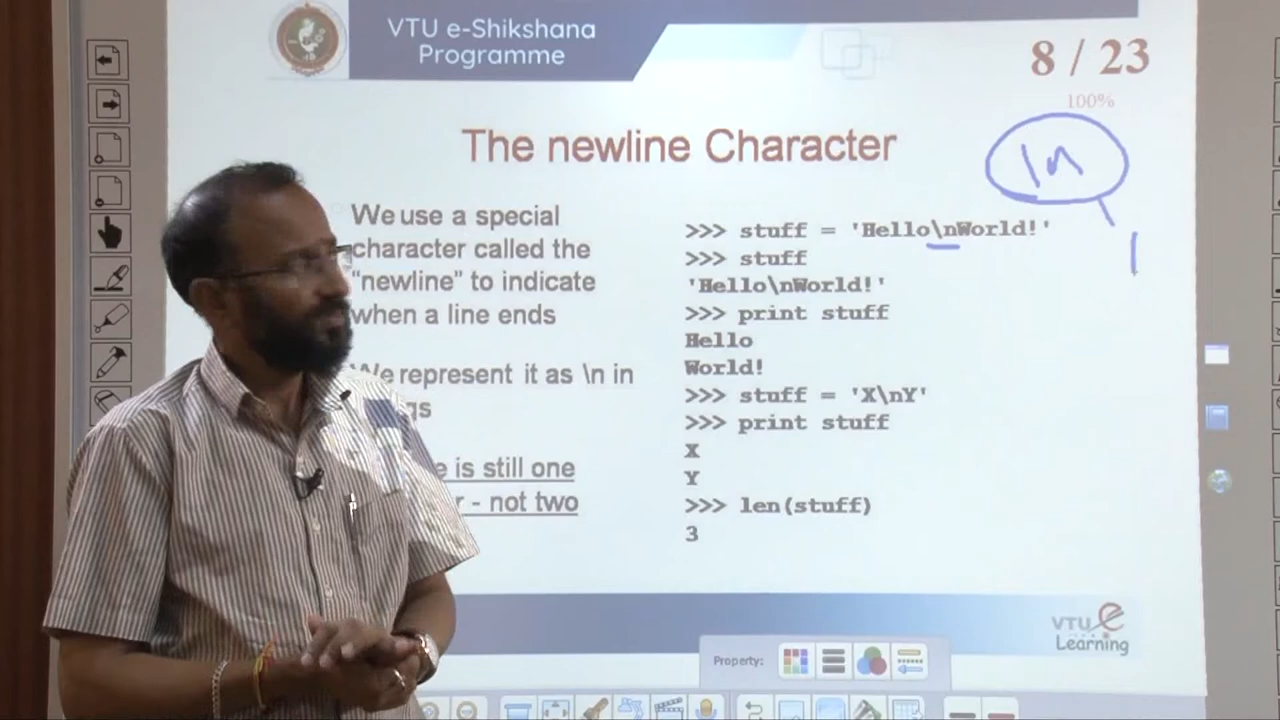 VTU e-Shikshana
Programme
8 / 23
100%
The newline Character
\n
1
We use a special
character called the
"newline" to indicate
when a line ends
We represent it as \n in
is still one
- not two
>>> stuff = 'Hello\nWorld!'
>>> stuff
'Hello\nWorld!'
>>> print stuff
Hello
World!
>>> stuff = 'X\nY'
>>> print stuff
X
Y
>>> len(stuff)
3
VTU e
Learning
Property: